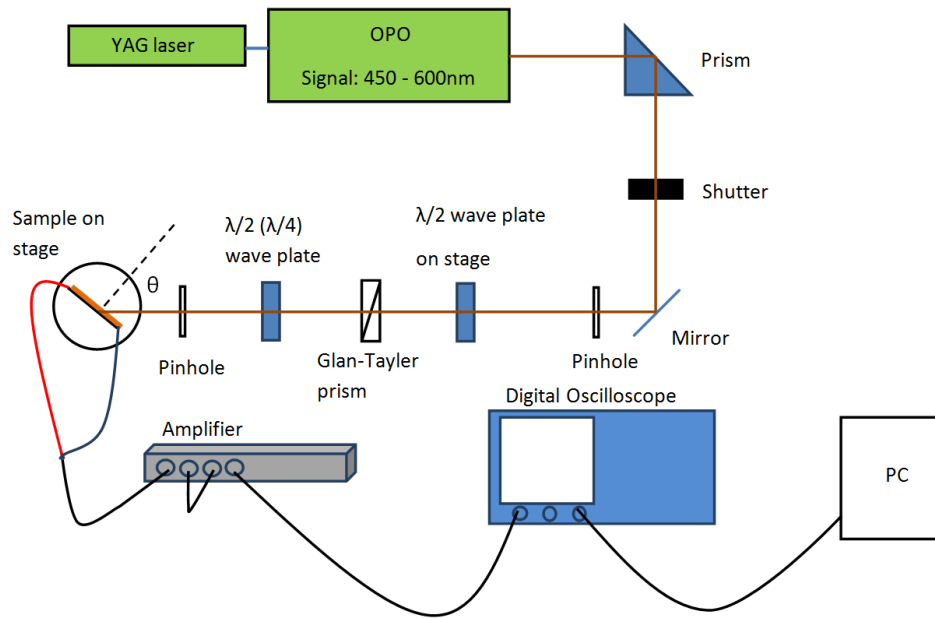 YAG laser
OPO
Signal: 450 - 600nm
Prism
Shutter
Sample on
stage
θ
λ/2 (λ/4)
wave plate
λ/2 wave plate
on stage
Pinhole
Glan-Tayler
prism
Pinhole
Mirror
Digital Oscilloscope
Amplifier
PC